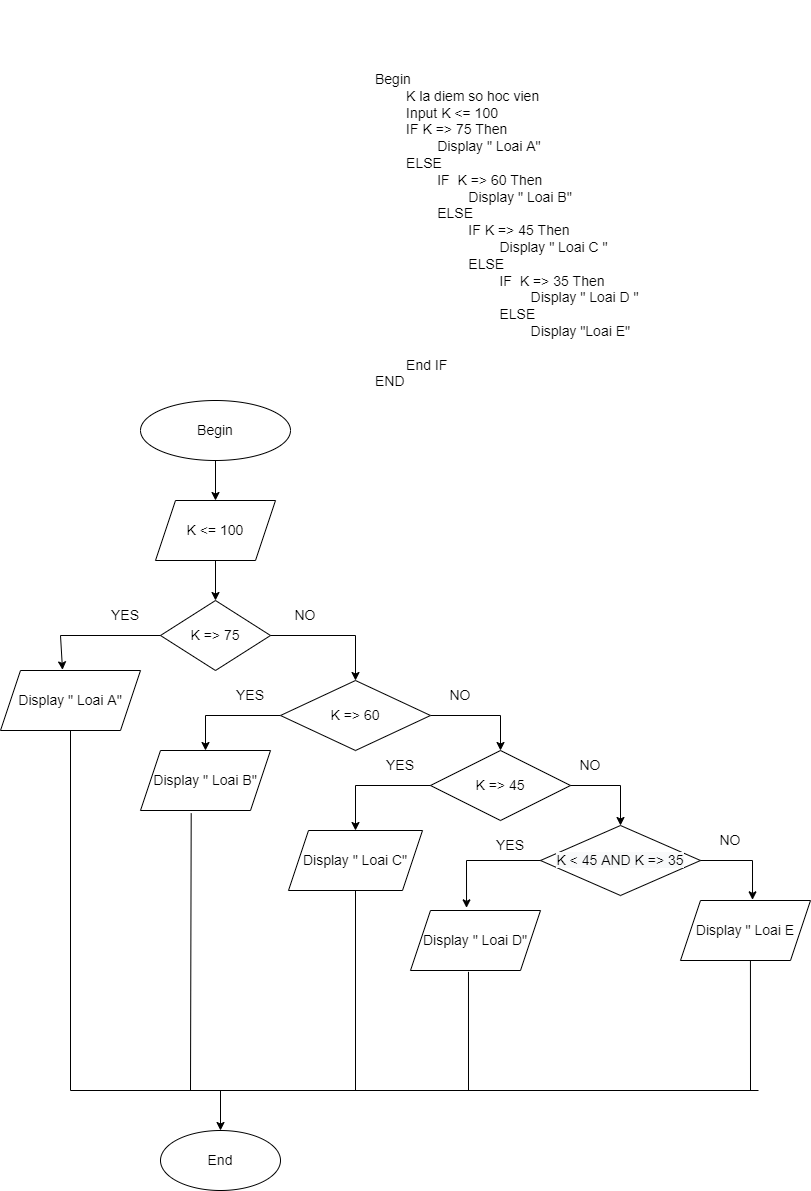 Begin
K la diem so hoc vien
Input K <= 100
IF K => 75 Then
Display " Loai A"
ELSE
IF  K => 60 Then
Display " Loai B"
ELSE
IF K => 45 Then
Display " Loai C "
ELSE
IF  K => 35 Then
Display " Loai D "
ELSE
Display "Loai E"
End IF
END
Begin
K <= 100
YES
NO
K => 75
Display " Loai A"
YES
NO
K => 60
Display " Loai B"
YES
NO
K => 45
Display " Loai C"
YES
NO
K < 45 AND K => 35
Display " Loai D"
Display " Loai E
End